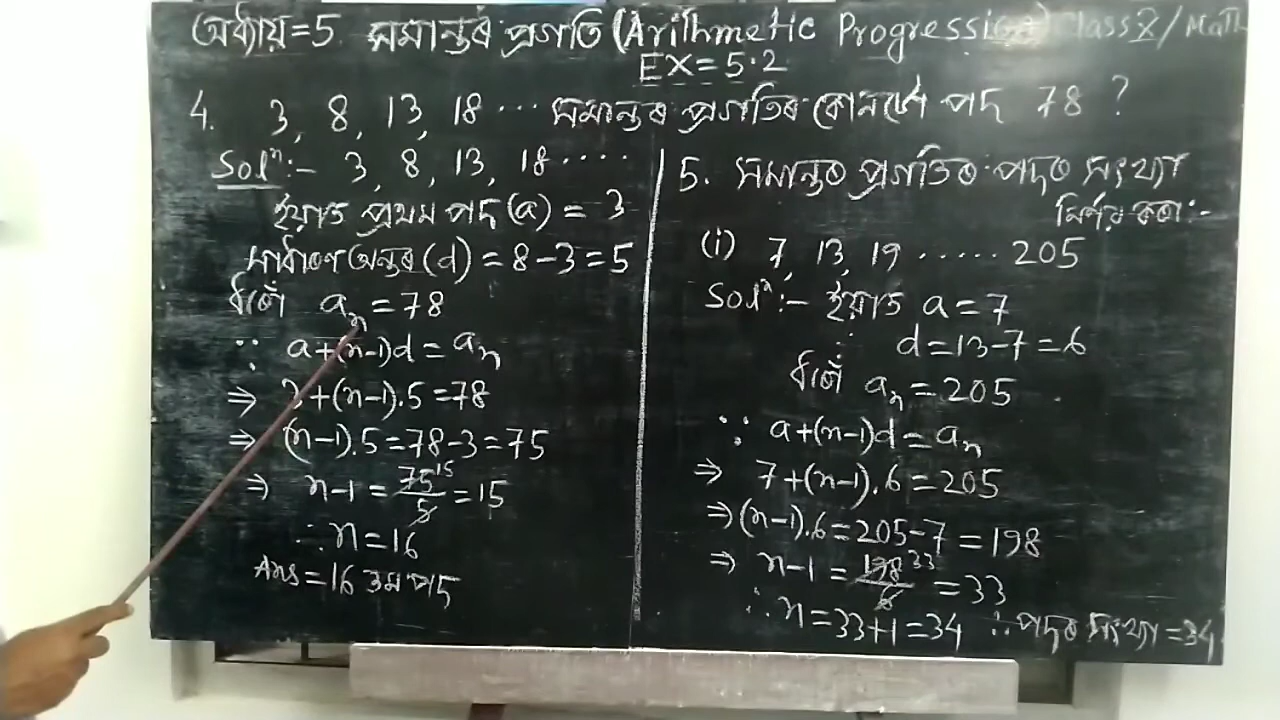 অধ্যায়=5 সমান্তৰ প্ৰগতি (Arithmetic Progression) Class X / Math
EX = 5.2
4. 3, 8, 13, 18 ... সমান্তৰ প্ৰগতিৰ কোনটো পদ 78 ?
Solⁿ:- 3, 8, 13, 18 ....
ইয়াত প্ৰথম পদ (a) = 3
সাধাৰণ অন্তৰ (d) = 8-3=5
ধৰোঁ aₙ = 78
∵ a+(n-1)d = aₙ
⇒ 3+(n-1).5 = 78
⇒ (n-1).5 = 78-3 = 75
⇒ n-1 = 75/5 15 = 15
∴ n = 16
Ans = 16 তম পদ
5. সমান্তৰ প্ৰগতিৰ পদৰ সংখ্যা
নিৰ্ণয় কৰা:-
(i) 7, 13, 19 ...... 205
Solⁿ:- ইয়াত a = 7
d = 13-7 = 6
ধৰোঁ aₙ = 205
∵ a+(n-1)d = aₙ
⇒ 7+(n-1).6 = 205
⇒ (n-1).6 = 205-7 = 198
⇒ n-1 = 198/6 33 = 33
∴ n = 33+1 = 34 ∴ পদৰ সংখ্যা = 34